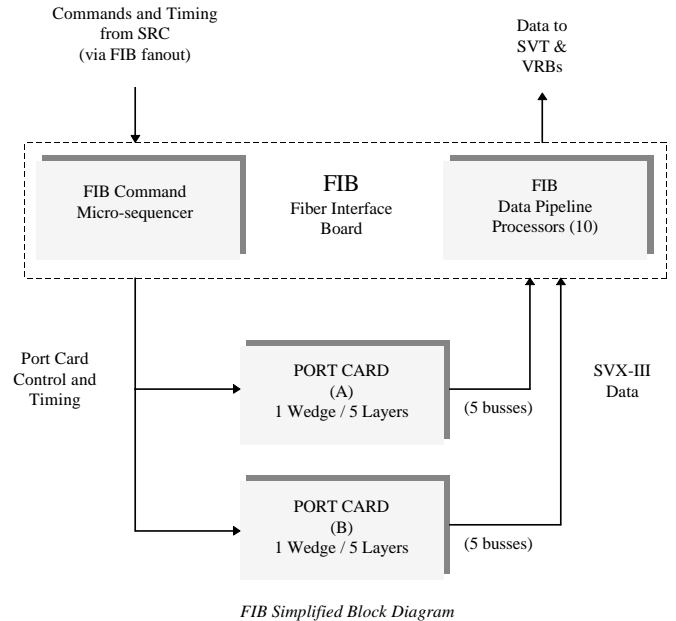 Commands and Timing
from SRC
(via FIB fanout)
Data to
SVT &
VRBs
FIB Command
Micro-sequencer
FIB
Fiber Interface
Board
FIB
Data Pipeline
Processors (10)
Port Card
Control and
Timing
PORT CARD
(A)
1 Wedge / 5 Layers
(5 busses)
SVX-III
Data
PORT CARD
(B)
1 Wedge / 5 Layers
(5 busses)
FIB Simplified Block Diagram